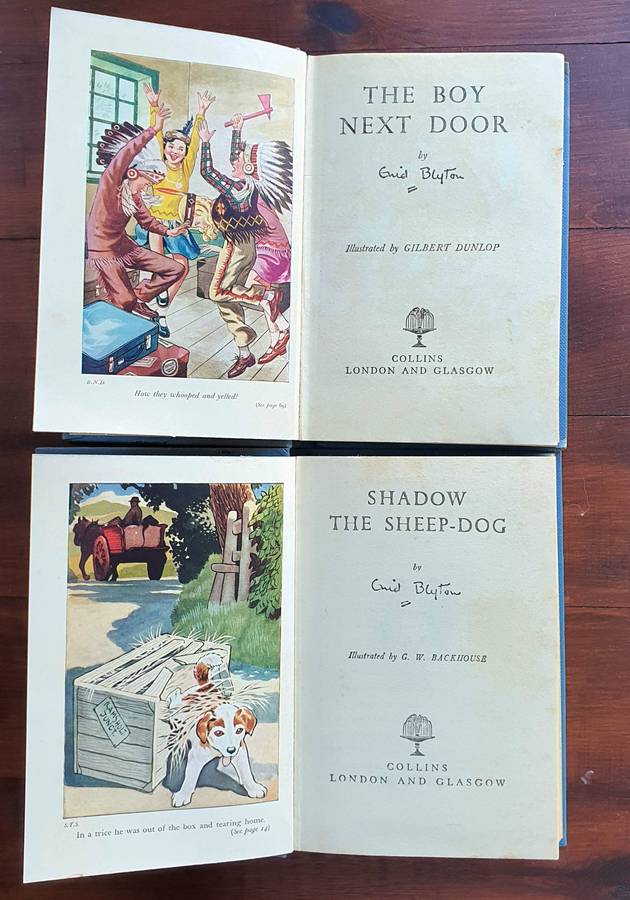 THE BOY
NEXT DOOR
by
Enid Blyton
Illustrated by GILBERT DUNLOP
COLLINS
LONDON AND GLASGOW
B.N.D.
How they whooped and yelled!
(See page 69)
SHADOW
THE SHEEP-DOG
by
Enid Blyton
Illustrated by G. W. BACKHOUSE
COLLINS
LONDON AND GLASGOW
RAMSHOLT
JUNCT.
S.T.S.
In a trice he was out of the box and tearing home.
(See page 14)